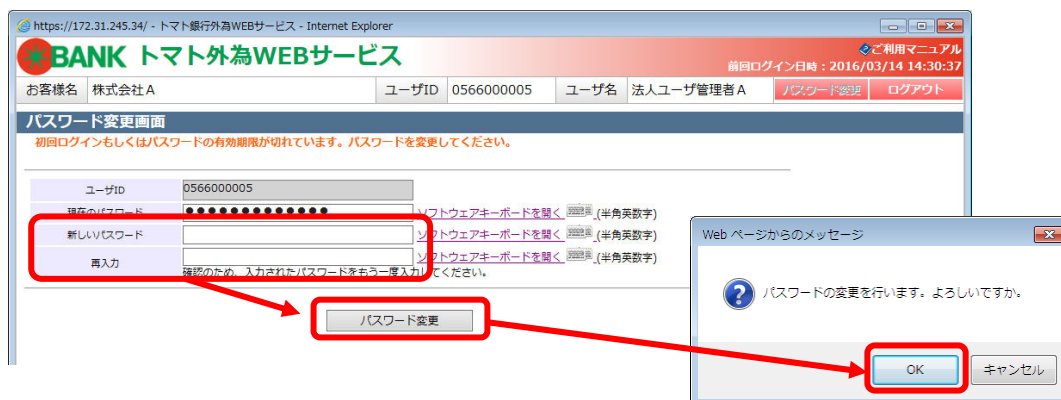 https://172.31.245.34/ - トマト銀行外為WEBサービス - Internet Explorer
BANK トマト外為WEBサービス
ご利用マニュアル
前回ログイン日時：2016/03/14 14:30:37
お客様名 株式会社A ユーザID 0566000005 ユーザ名 法人ユーザ管理者A パスワード変更 ログアウト
パスワード変更画面
初回ログインもしくはパスワードの有効期限が切れています。パスワードを変更してください。
ユーザID 0566000005
現在のパスワード ●●●●●●●●●●●●● ソフトウェアキーボードを開く (半角英数字)
新しいパスワード ソフトウェアキーボードを開く (半角英数字)
再入力 ソフトウェアキーボードを開く (半角英数字)
確認のため、入力されたパスワードをもう一度入力してください。
パスワード変更
Web ページからのメッセージ
パスワードの変更を行います。よろしいですか。
OK キャンセル